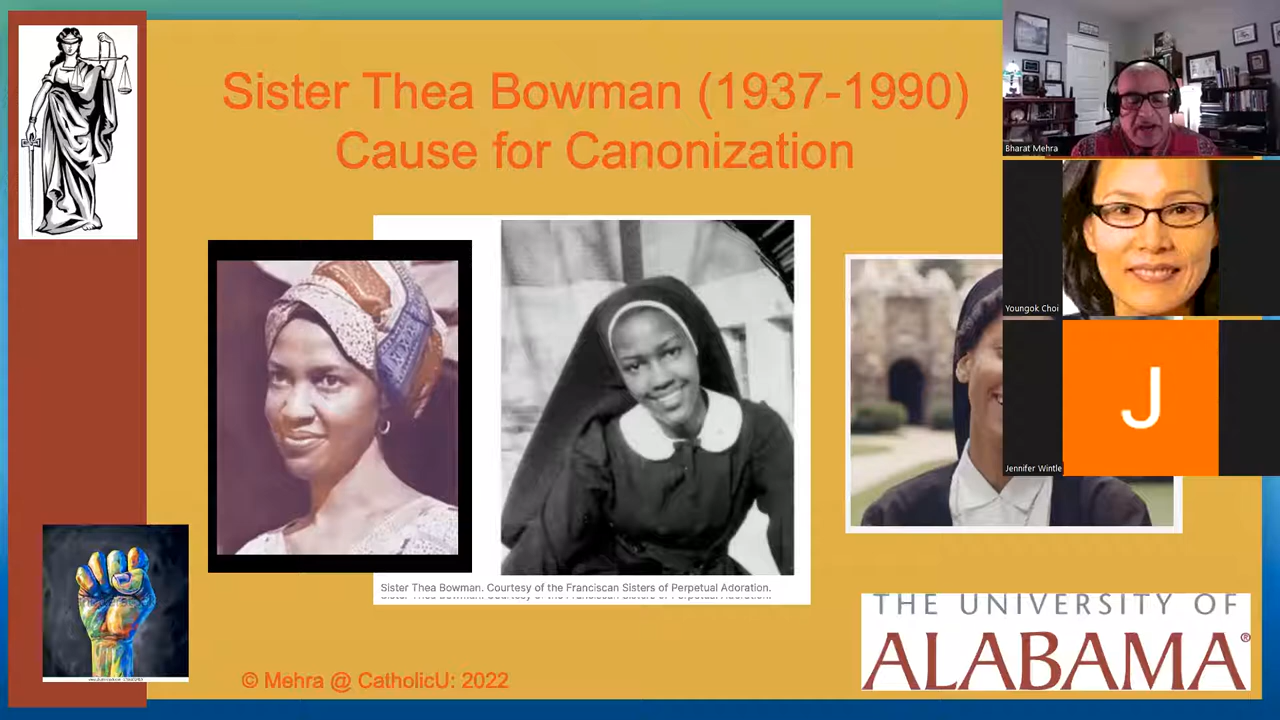 Sister Thea Bowman (1937-1990)
Cause for Canonization
Bharat Mehra
Youngok Choi
J
Jennifer Wintle
Sister Thea Bowman. Courtesy of the Franciscan Sisters of Perpetual Adoration.
THE UNIVERSITY OF
ALABAMA®
© Mehra @ CatholicU: 2022